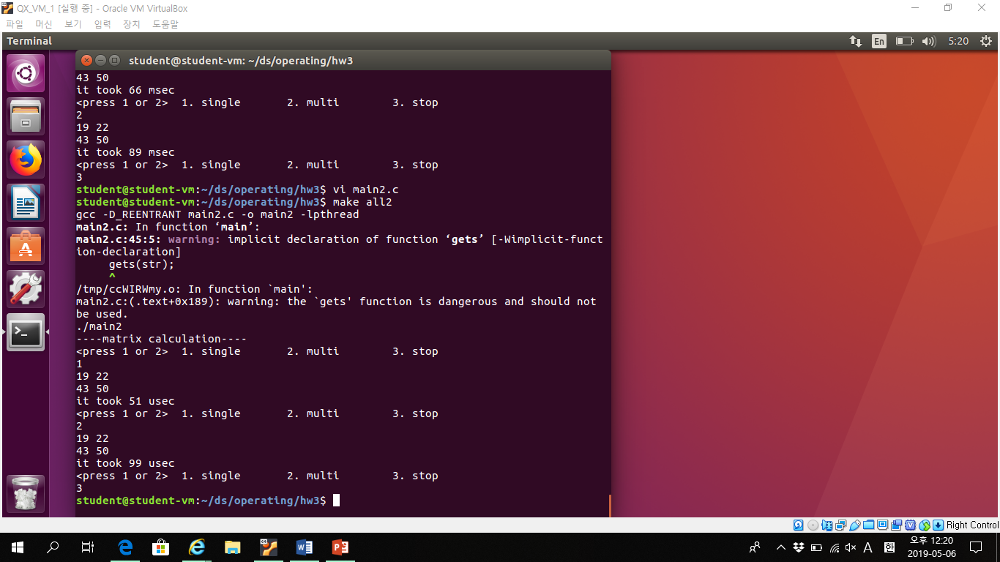 QX_VM_1 [실행 중] - Oracle VM VirtualBox
파일 머신 보기 입력 장치 도움말
Terminal En 5:20
student@student-vm: ~/ds/operating/hw3
43 50
it took 66 msec
<press 1 or 2>  1. single       2. multi        3. stop
2
19 22
43 50
it took 89 msec
<press 1 or 2>  1. single       2. multi        3. stop
3
student@student-vm:~/ds/operating/hw3$ vi main2.c
student@student-vm:~/ds/operating/hw3$ make all2
gcc -D_REENTRANT main2.c -o main2 -lpthread
main2.c: In function ‘main’:
main2.c:45:5: warning: implicit declaration of function ‘gets’ [-Wimplicit-funct
ion-declaration]
     gets(str);
     ^
/tmp/ccWIRWmy.o: In function `main':
main2.c:(.text+0x189): warning: the `gets' function is dangerous and should not
be used.
./main2
----matrix calculation----
<press 1 or 2>  1. single       2. multi        3. stop
1
19 22
43 50
it took 51 usec
<press 1 or 2>  1. single       2. multi        3. stop
2
19 22
43 50
it took 99 usec
<press 1 or 2>  1. single       2. multi        3. stop
3
student@student-vm:~/ds/operating/hw3$
Right Control
A 한 오후 12:20
2019-05-06